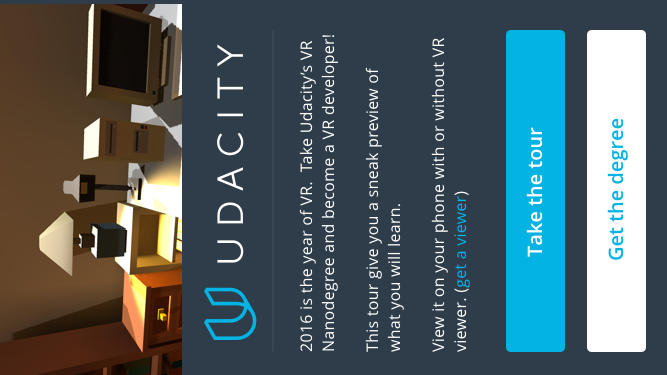 UDACITY
2016 is the year of VR. Take Udacity's VR
Nanodegree and become a VR developer!
This tour give you a sneak preview of
what you will learn.
View it on your phone with or without VR
viewer. (get a viewer)
Take the tour
Get the degree